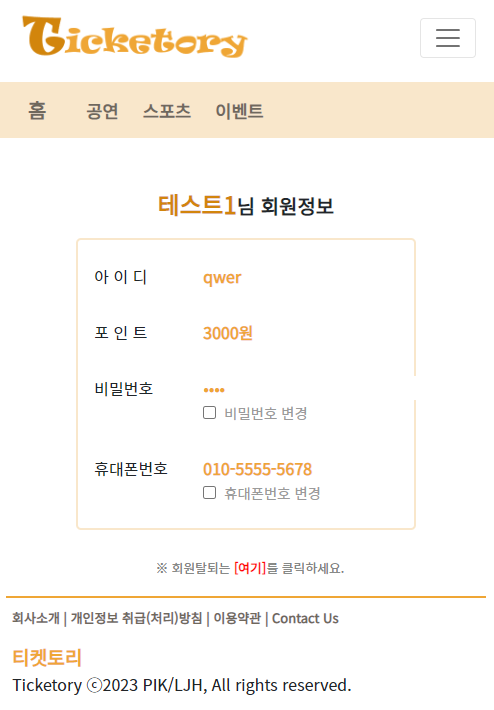 Ticketory
홈 공연 스포츠 이벤트
테스트1님 회원정보
아 이 디 qwer
포 인 트 3000원
비밀번호 ••••
비밀번호 변경
휴대폰번호 010-5555-5678
휴대폰번호 변경
※ 회원탈퇴는 [여기]를 클릭하세요.
회사소개 | 개인정보 취급(처리)방침 | 이용약관 | Contact Us
티켓토리
Ticketory ⓒ2023 PIK/LJH, All rights reserved.